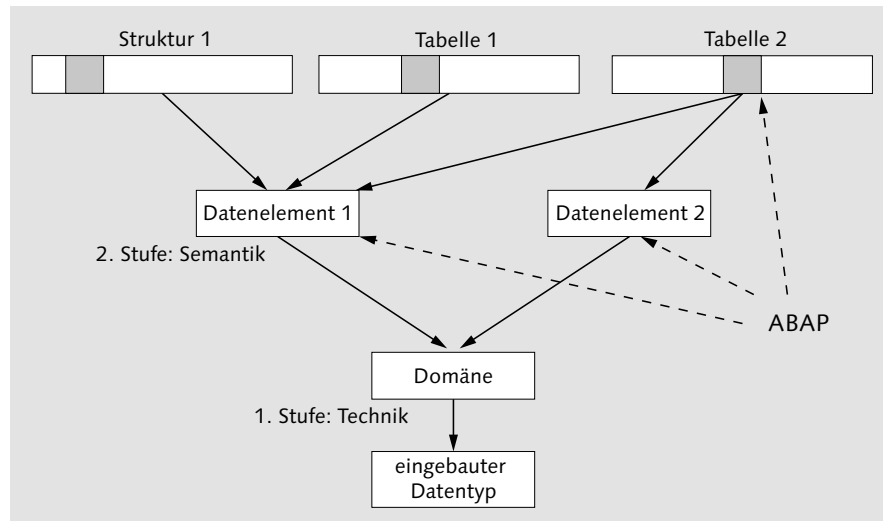 Struktur 1
Tabelle 1
Tabelle 2
Datenelement 1
Datenelement 2
2. Stufe: Semantik
ABAP
Domäne
1. Stufe: Technik
eingebauter
Datentyp